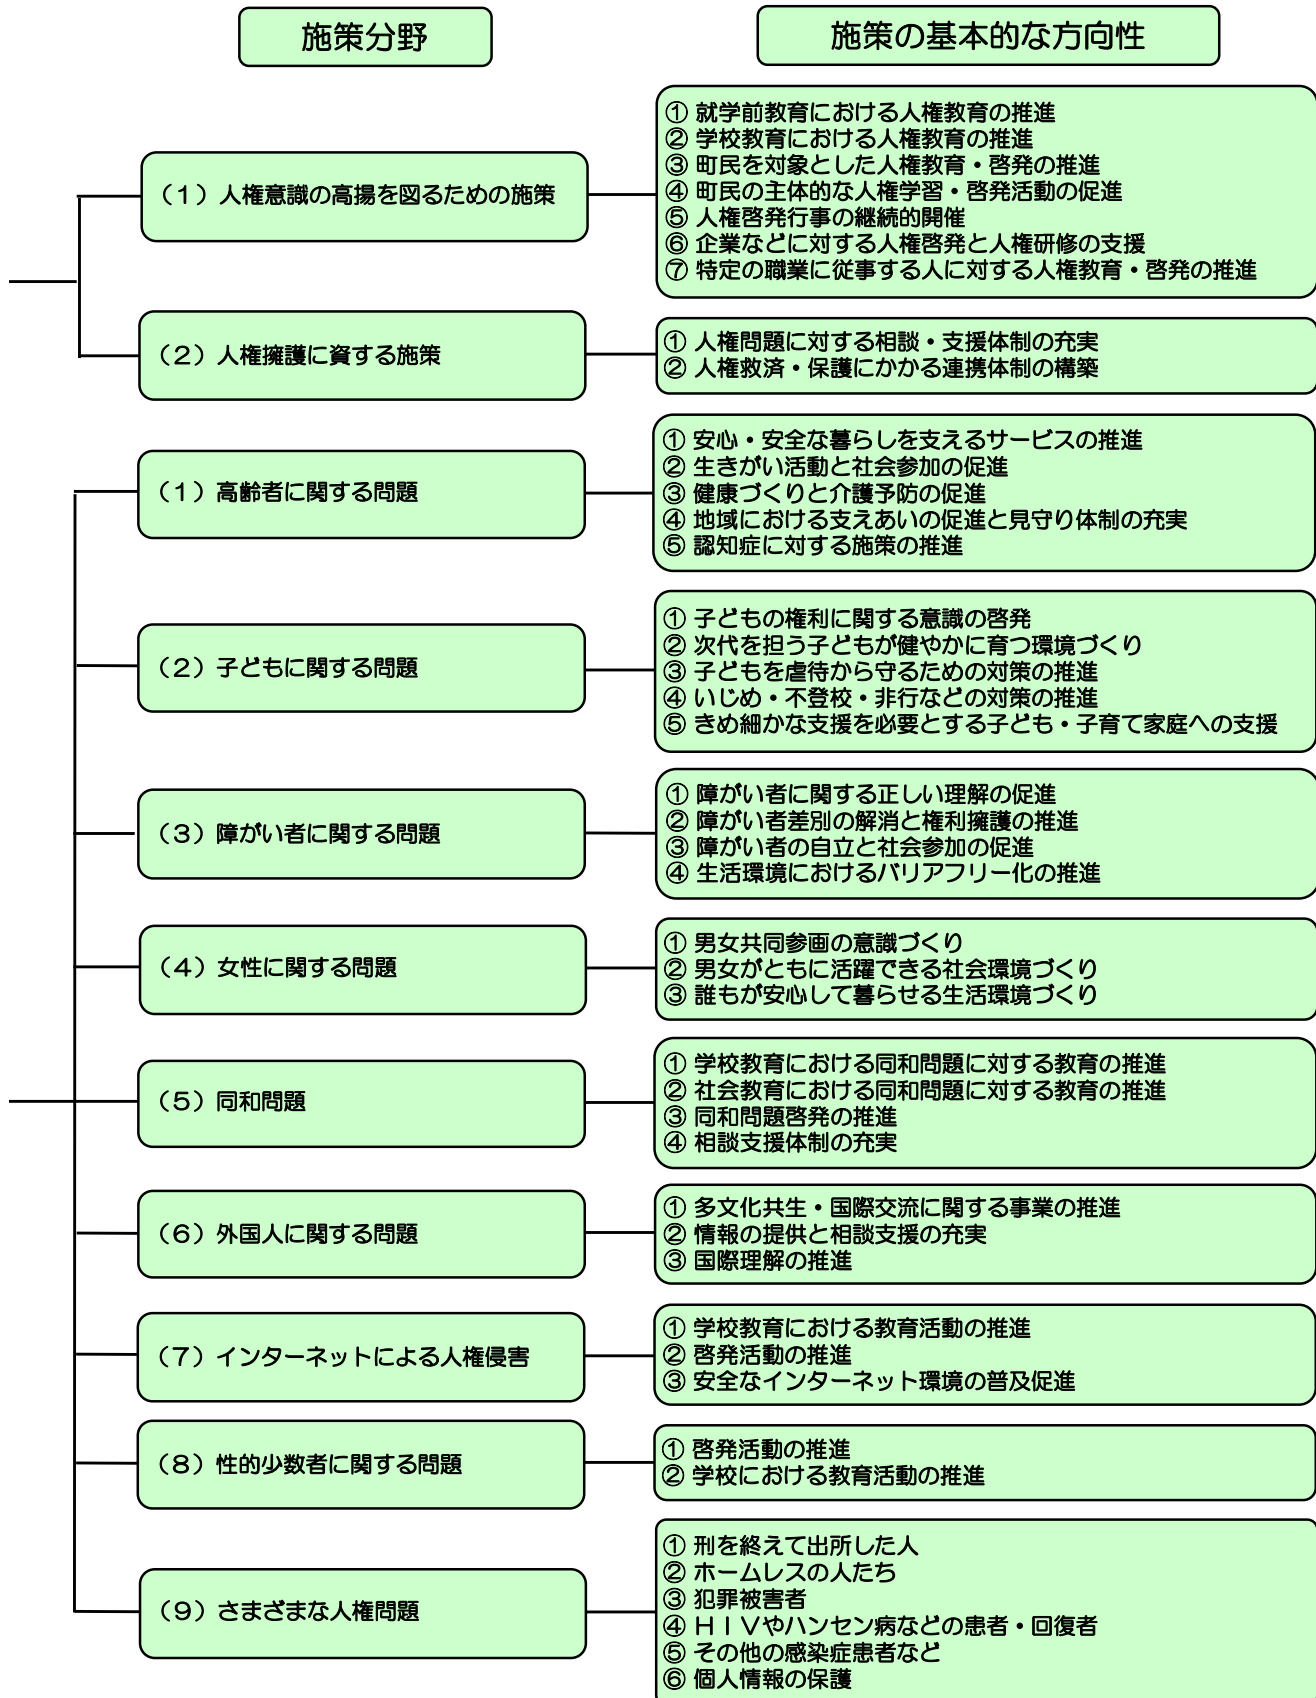 施策分野
施策の基本的な方向性
（１）人権意識の高揚を図るための施策
① 就学前教育における人権教育の推進
② 学校教育における人権教育の推進
③ 町民を対象とした人権教育・啓発の推進
④ 町民の主体的な人権学習・啓発活動の促進
⑤ 人権啓発行事の継続的開催
⑥ 企業などに対する人権啓発と人権研修の支援
⑦ 特定の職業に従事する人に対する人権教育・啓発の推進
（２）人権擁護に資する施策
① 人権問題に対する相談・支援体制の充実
② 人権救済・保護にかかる連携体制の構築
（１）高齢者に関する問題
① 安心・安全な暮らしを支えるサービスの推進
② 生きがい活動と社会参加の促進
③ 健康づくりと介護予防の促進
④ 地域における支えあいの促進と見守り体制の充実
⑤ 認知症に対する施策の推進
（２）子どもに関する問題
① 子どもの権利に関する意識の啓発
② 次代を担う子どもが健やかに育つ環境づくり
③ 子どもを虐待から守るための対策の推進
④ いじめ・不登校・非行などの対策の推進
⑤ きめ細かな支援を必要とする子ども・子育て家庭への支援
（３）障がい者に関する問題
① 障がい者に関する正しい理解の促進
② 障がい者差別の解消と権利擁護の推進
③ 障がい者の自立と社会参加の促進
④ 生活環境におけるバリアフリー化の推進
（４）女性に関する問題
① 男女共同参画の意識づくり
② 男女がともに活躍できる社会環境づくり
③ 誰もが安心して暮らせる生活環境づくり
（５）同和問題
① 学校教育における同和問題に対する教育の推進
② 社会教育における同和問題に対する教育の推進
③ 同和問題啓発の推進
④ 相談支援体制の充実
（６）外国人に関する問題
① 多文化共生・国際交流に関する事業の推進
② 情報の提供と相談支援の充実
③ 国際理解の推進
（７）インターネットによる人権侵害
① 学校教育における教育活動の推進
② 啓発活動の推進
③ 安全なインターネット環境の普及促進
（８）性的少数者に関する問題
① 啓発活動の推進
② 学校における教育活動の推進
（９）さまざまな人権問題
① 刑を終えて出所した人
② ホームレスの人たち
③ 犯罪被害者
④ ＨＩＶやハンセン病などの患者・回復者
⑤ その他の感染症患者など
⑥ 個人情報の保護